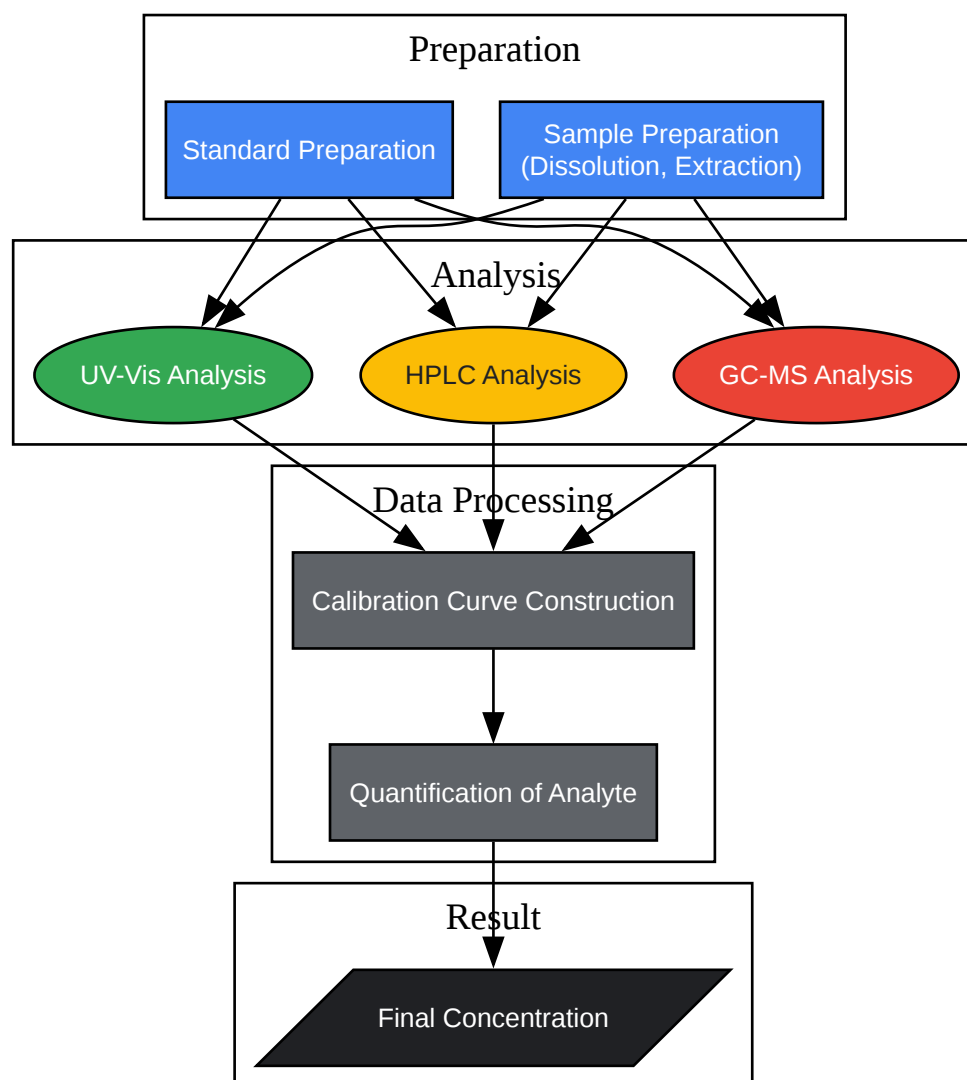 Preparation
Standard Preparation
Sample Preparation
(Dissolution, Extraction)
Analysis
UV-Vis Analysis
HPLC Analysis
GC-MS Analysis
Data Processing
Calibration Curve Construction
Quantification of Analyte
Result
Final Concentration